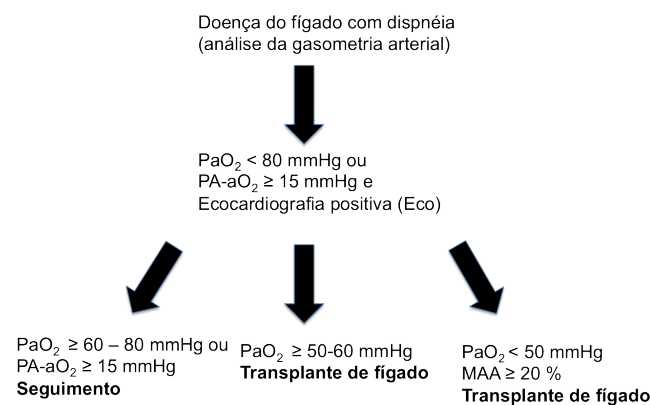 Doença do fígado com dispnéia
(análise da gasometria arterial)
PaO₂ < 80 mmHg ou
PA-aO₂ ≥ 15 mmHg e
Ecocardiografia positiva (Eco)
PaO₂ ≥ 60 – 80 mmHg ou
PA-aO₂ ≥ 15 mmHg
Seguimento
PaO₂ ≥ 50-60 mmHg
Transplante de fígado
PaO₂ < 50 mmHg
MAA ≥ 20 %
Transplante de fígado